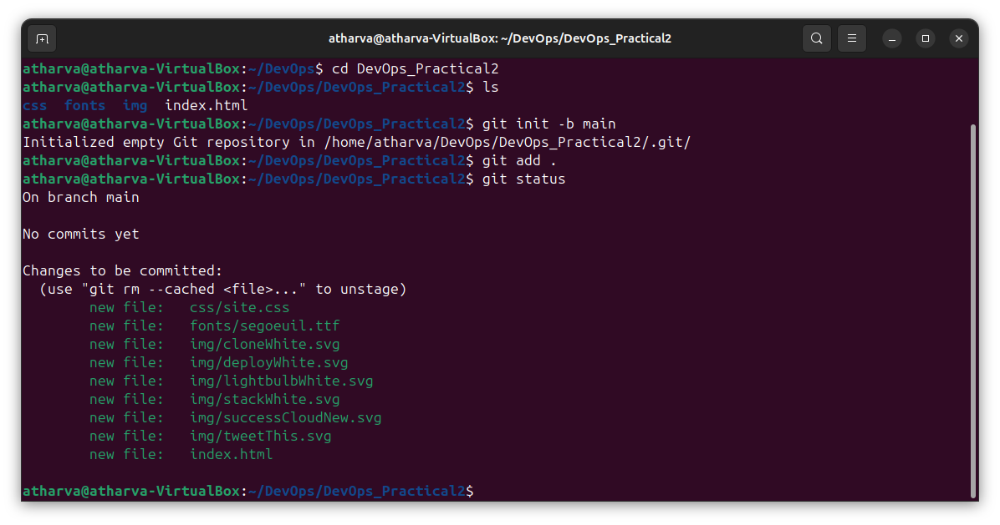 atharva@atharva-VirtualBox: ~/DevOps/DevOps_Practical2
atharva@atharva-VirtualBox:~/DevOps$ cd DevOps_Practical2
atharva@atharva-VirtualBox:~/DevOps/DevOps_Practical2$ ls
css  fonts  img  index.html
atharva@atharva-VirtualBox:~/DevOps/DevOps_Practical2$ git init -b main
Initialized empty Git repository in /home/atharva/DevOps/DevOps_Practical2/.git/
atharva@atharva-VirtualBox:~/DevOps/DevOps_Practical2$ git add .
atharva@atharva-VirtualBox:~/DevOps/DevOps_Practical2$ git status
On branch main

No commits yet

Changes to be committed:
  (use "git rm --cached <file>..." to unstage)
        new file:   css/site.css
        new file:   fonts/segoeuil.ttf
        new file:   img/cloneWhite.svg
        new file:   img/deployWhite.svg
        new file:   img/lightbulbWhite.svg
        new file:   img/stackWhite.svg
        new file:   img/successCloudNew.svg
        new file:   img/tweetThis.svg
        new file:   index.html

atharva@atharva-VirtualBox:~/DevOps/DevOps_Practical2$